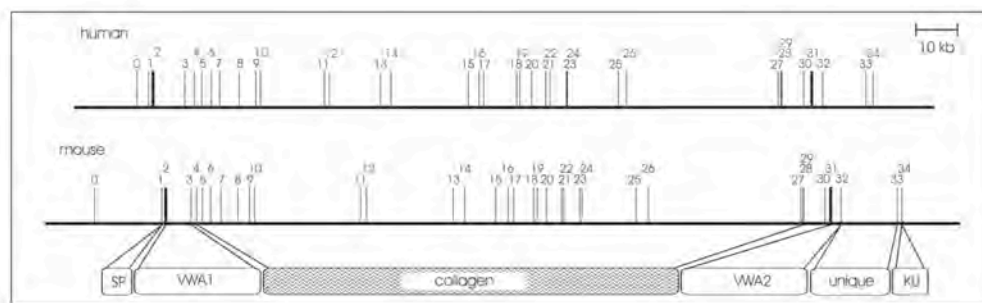 human
2 4 6 10 12 14 16 19 22 24 26 29 28 31 34
0 1 3 5 7 8 9 11 13 15 17 18 20 21 23 25 27 30 32 33
10 kb
mouse
2 4 6 10 12 14 16 19 22 24 26 29 28 31 34
0 1 3 5 7 8 9 11 13 15 17 18 20 21 23 25 27 30 32 33
SP VWA1 collagen VWA2 unique KU